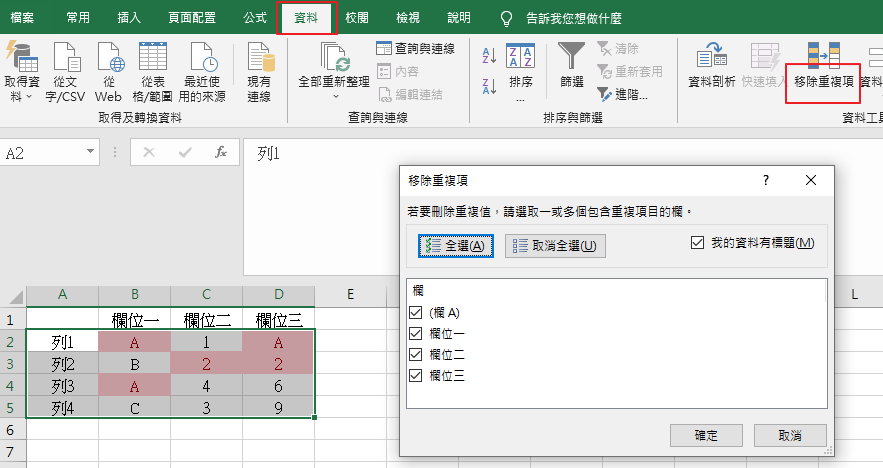 檔案 常用 插入 頁面配置 公式 資料 校閱 檢視 說明 告訴我您想做什麼
取得資料 從文字/CSV 從 Web 從表格/範圍 最近使用的來源 現有連線
取得及轉換資料
全部重新整理 查詢與連線
內容
編輯連結
查詢與連線
排序... 篩選 清除
重新套用
進階...
排序與篩選
資料剖析 快速填入 移除重複項 資料
資料工具
A2 fx 列1
移除重複項 ?
若要刪除重複值，請選取一或多個包含重複項目的欄。
全選(A) 取消全選(U) 我的資料有標題(M)
欄
(欄 A)
欄位一
欄位二
欄位三
確定 取消
A B C D E L
1 欄位一 欄位二 欄位三
2 列1 A 1 A
3 列2 B 2 2
4 列3 A 4 6
5 列4 C 3 9
6
7